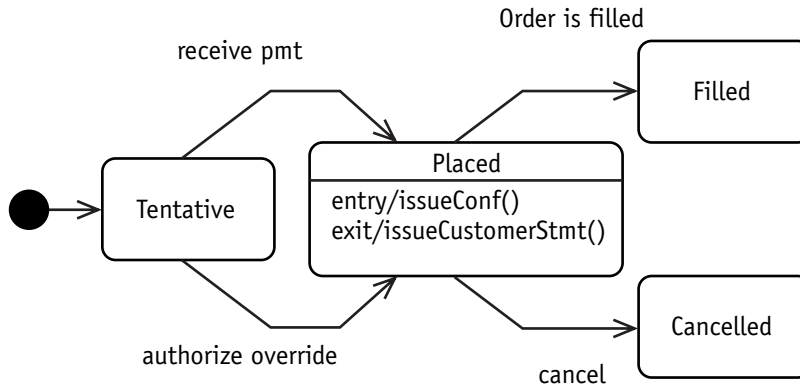 Order is filled
receive pmt
Filled
Placed
entry/issueConf()
exit/issueCustomerStmt()
Tentative
Cancelled
authorize override
cancel